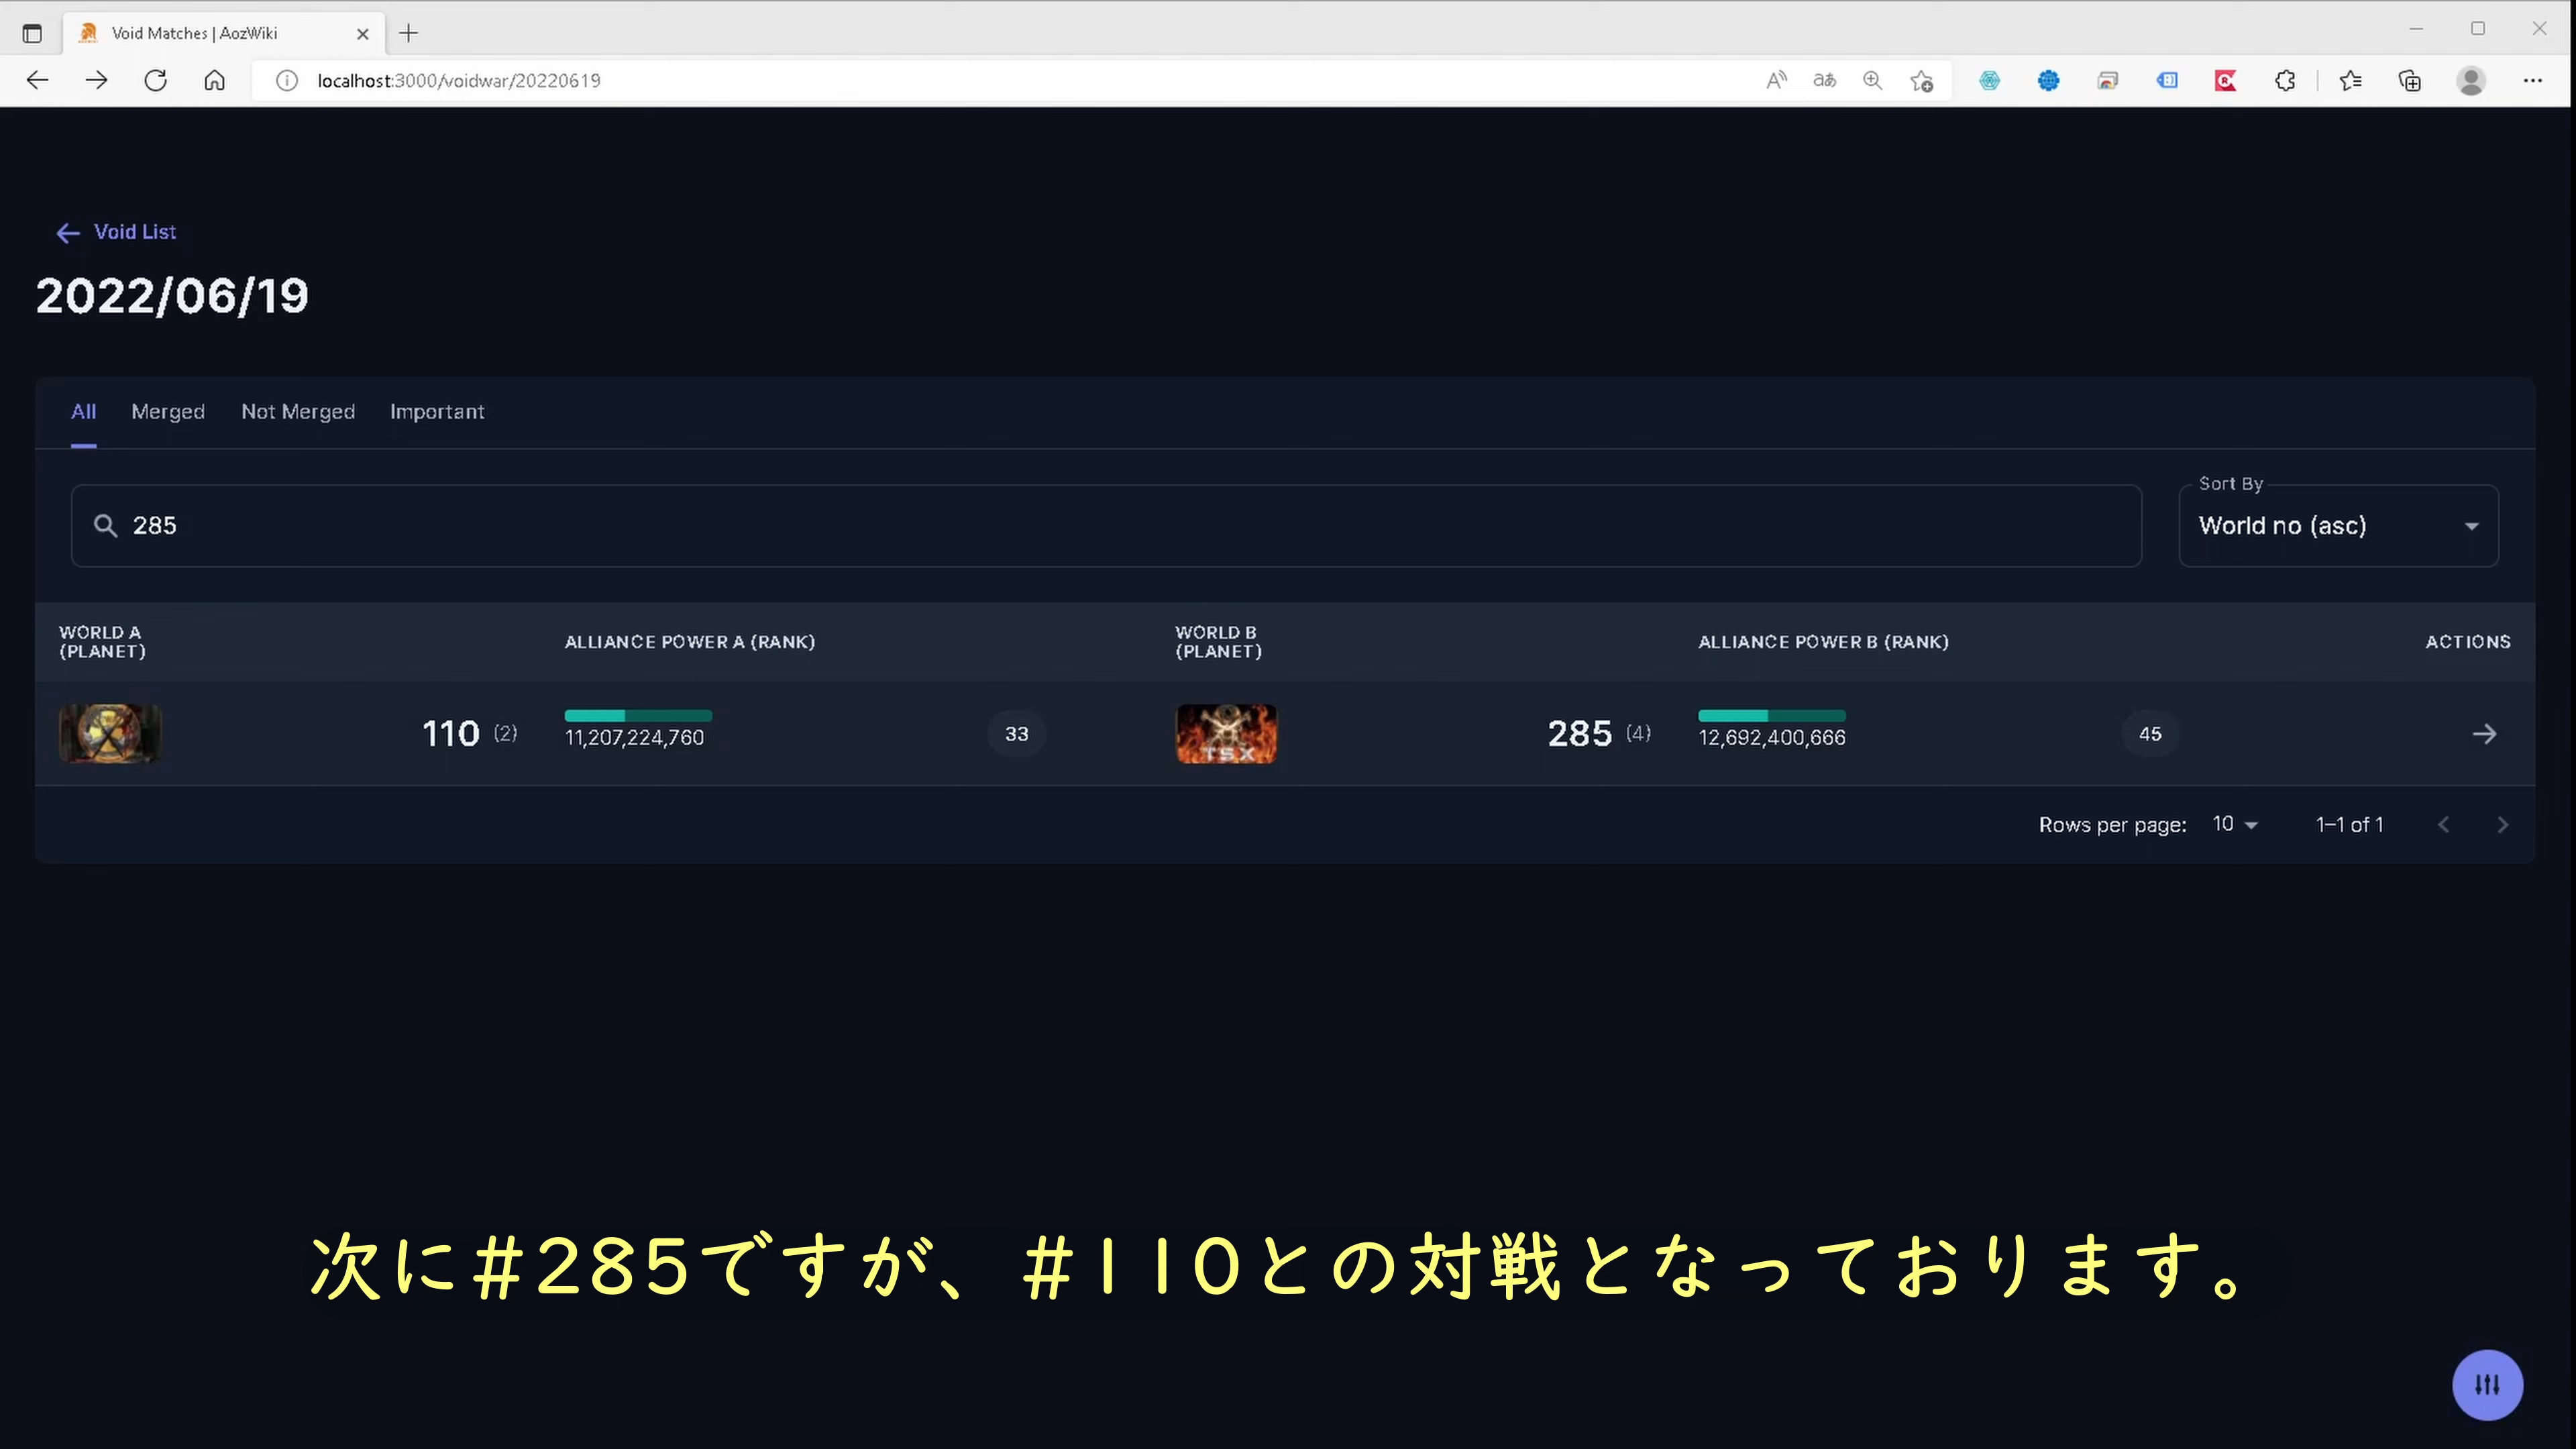 Void Matches | AozWiki
localhost:3000/voidwar/20220619
Void List
2022/06/19
All Merged Not Merged Important
285
Sort By
World no (asc)
WORLD A
(PLANET)
ALLIANCE POWER A (RANK)
WORLD B
(PLANET)
ALLIANCE POWER B (RANK)
ACTIONS
110 (2)
11,207,224,760
33
TSX
285 (4)
12,692,400,666
45
Rows per page: 10 1–1 of 1
次に#285ですが、#110との対戦となっております。